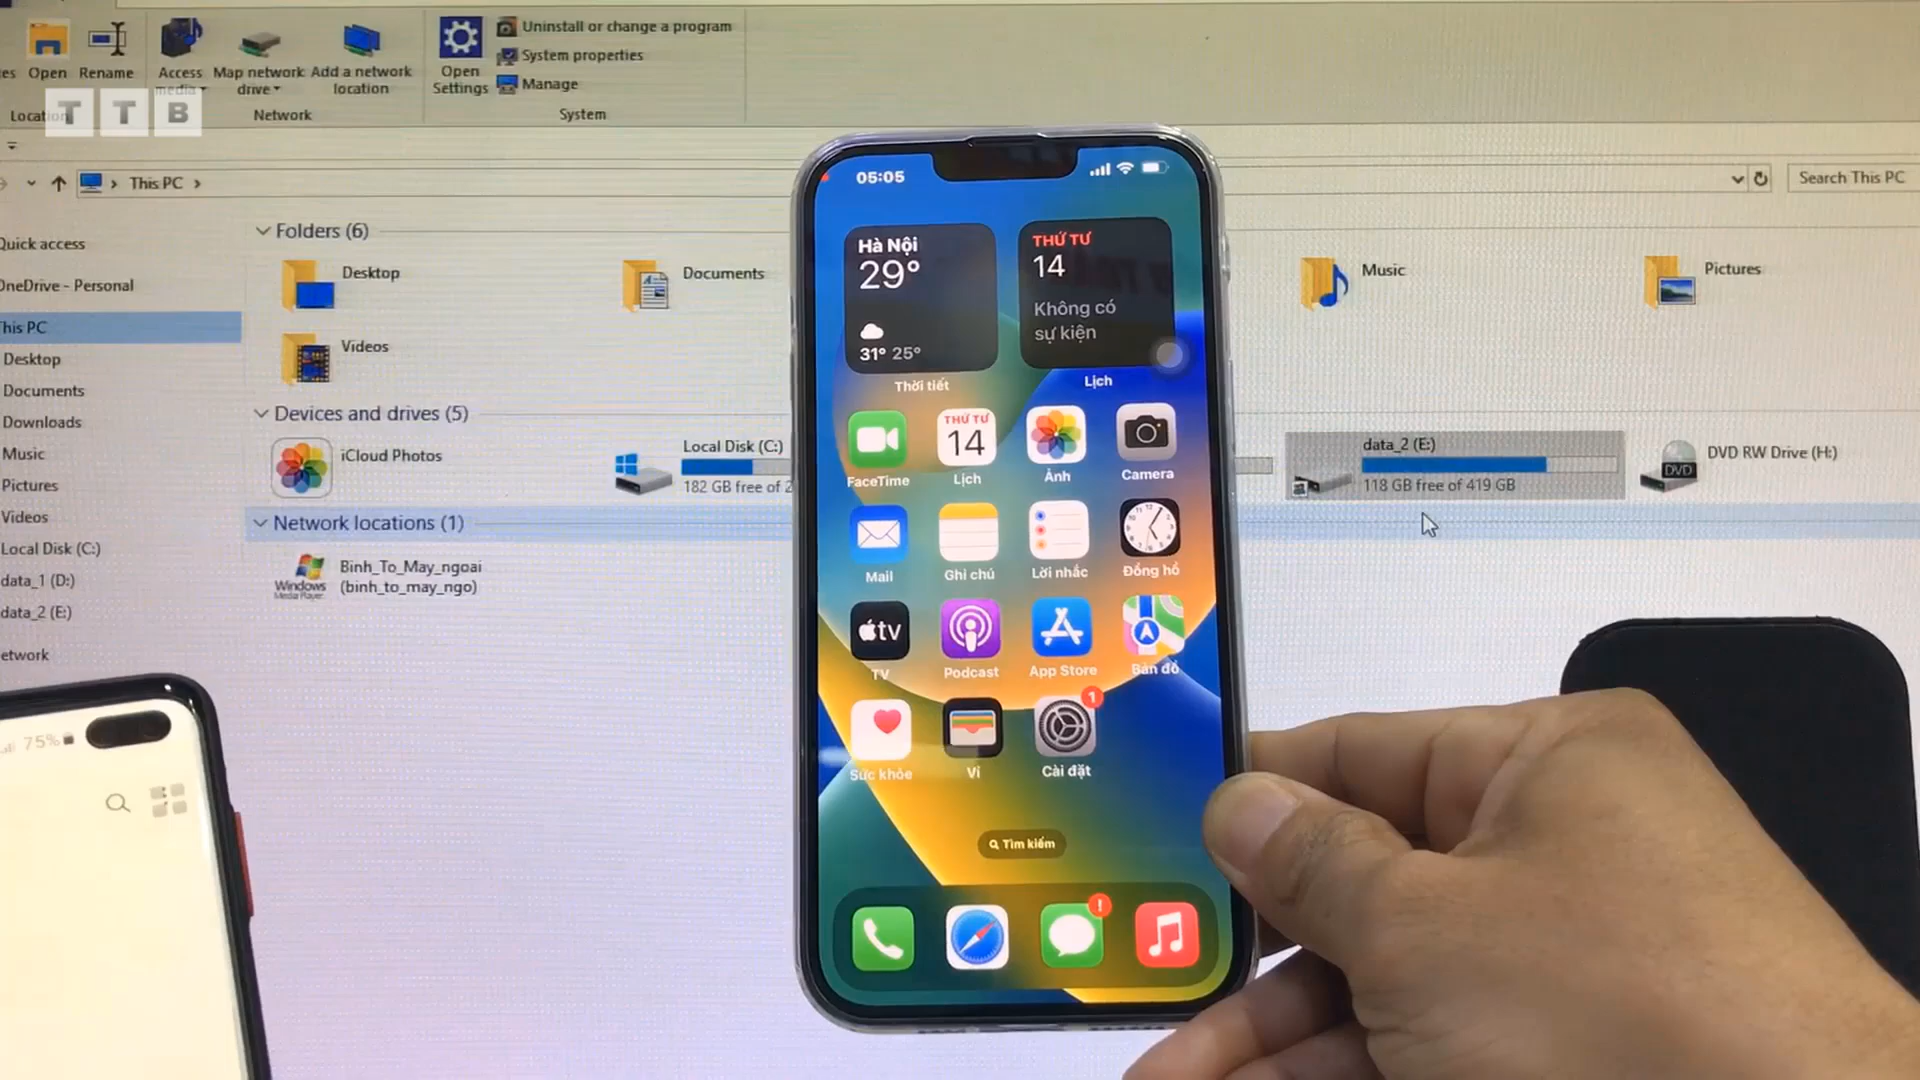 Uninstall or change a program
System properties
Manage
Open
Rename
Access
media
Map network
drive
Add a network
location
Open
Settings
Network
System
T T B
This PC
Search This PC
Quick access
OneDrive - Personal
This PC
Desktop
Documents
Downloads
Music
Pictures
Videos
Local Disk (C:)
data_1 (D:)
data_2 (E:)
etwork
Folders (6)
Desktop
Documents
Music
Pictures
Videos
Devices and drives (5)
iCloud Photos
Local Disk (C:)
182 GB free of 2
data_2 (E:)
118 GB free of 419 GB
DVD
DVD RW Drive (H:)
Network locations (1)
Windows
Media Player
Binh_To_May_ngoai
(binh_to_may_ngo)
75%
05:05
Hà Nội
29°
31° 25°
Thời tiết
THỨ TƯ
14
Không có
sự kiện
Lịch
FaceTime
THỨ TƯ
14
Lịch
Ảnh
Camera
Mail
Ghi chú
Lời nhắc
Đồng hồ
tv
TV
Podcast
App Store
Bản đồ
Sức khỏe
Ví
1
Cài đặt
Tìm kiếm
!